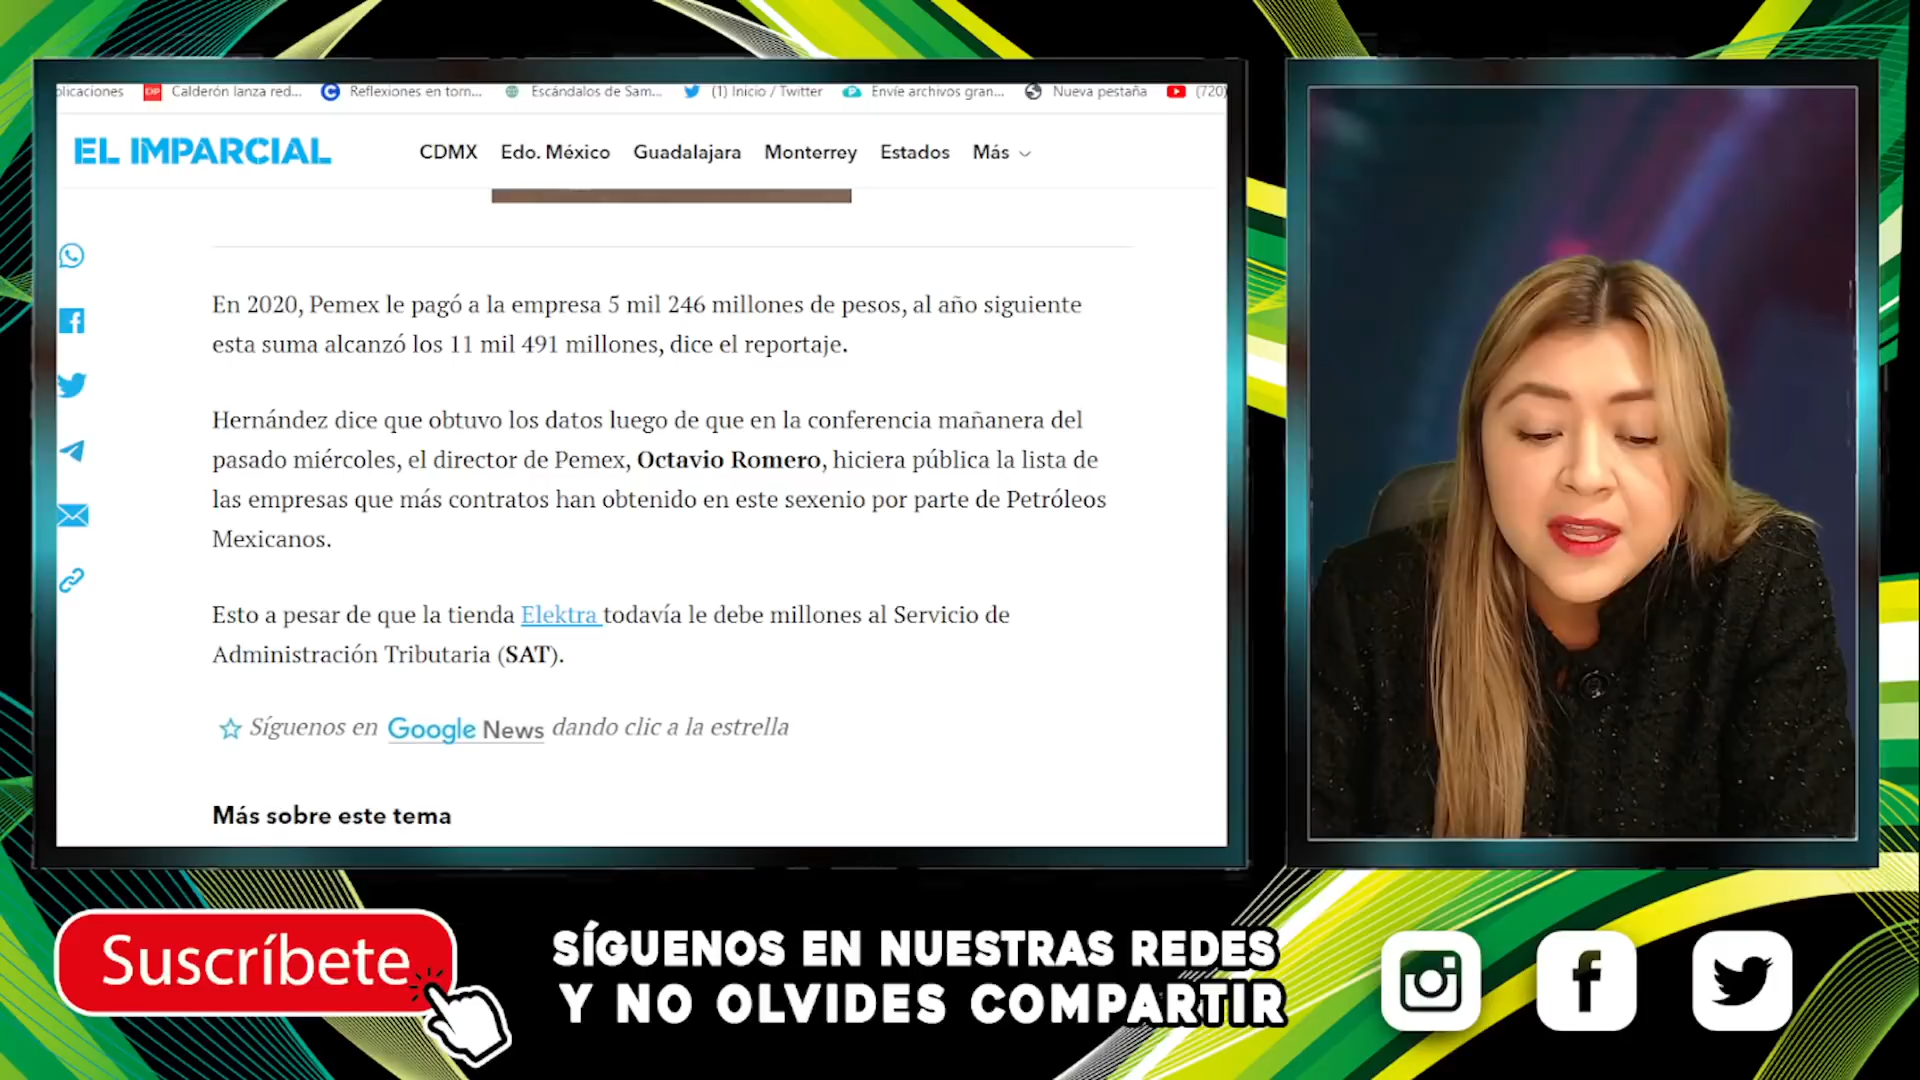 plicaciones
DP
Calderón lanza red...
Reflexiones en torn...
Escándalos de Sam...
(1) Inicio / Twitter
Envíe archivos gran...
Nueva pestaña
(720)
EL IMPARCIAL
CDMX
Edo. México
Guadalajara
Monterrey
Estados
Más
En 2020, Pemex le pagó a la empresa 5 mil 246 millones de pesos, al año siguiente
esta suma alcanzó los 11 mil 491 millones, dice el reportaje.
Hernández dice que obtuvo los datos luego de que en la conferencia mañanera del
pasado miércoles, el director de Pemex, Octavio Romero, hiciera pública la lista de
las empresas que más contratos han obtenido en este sexenio por parte de Petróleos
Mexicanos.
Esto a pesar de que la tienda Elektra todavía le debe millones al Servicio de
Administración Tributaria (SAT).
Síguenos en Google News dando clic a la estrella
Más sobre este tema
Suscríbete
SÍGUENOS EN NUESTRAS REDES
Y NO OLVIDES COMPARTIR